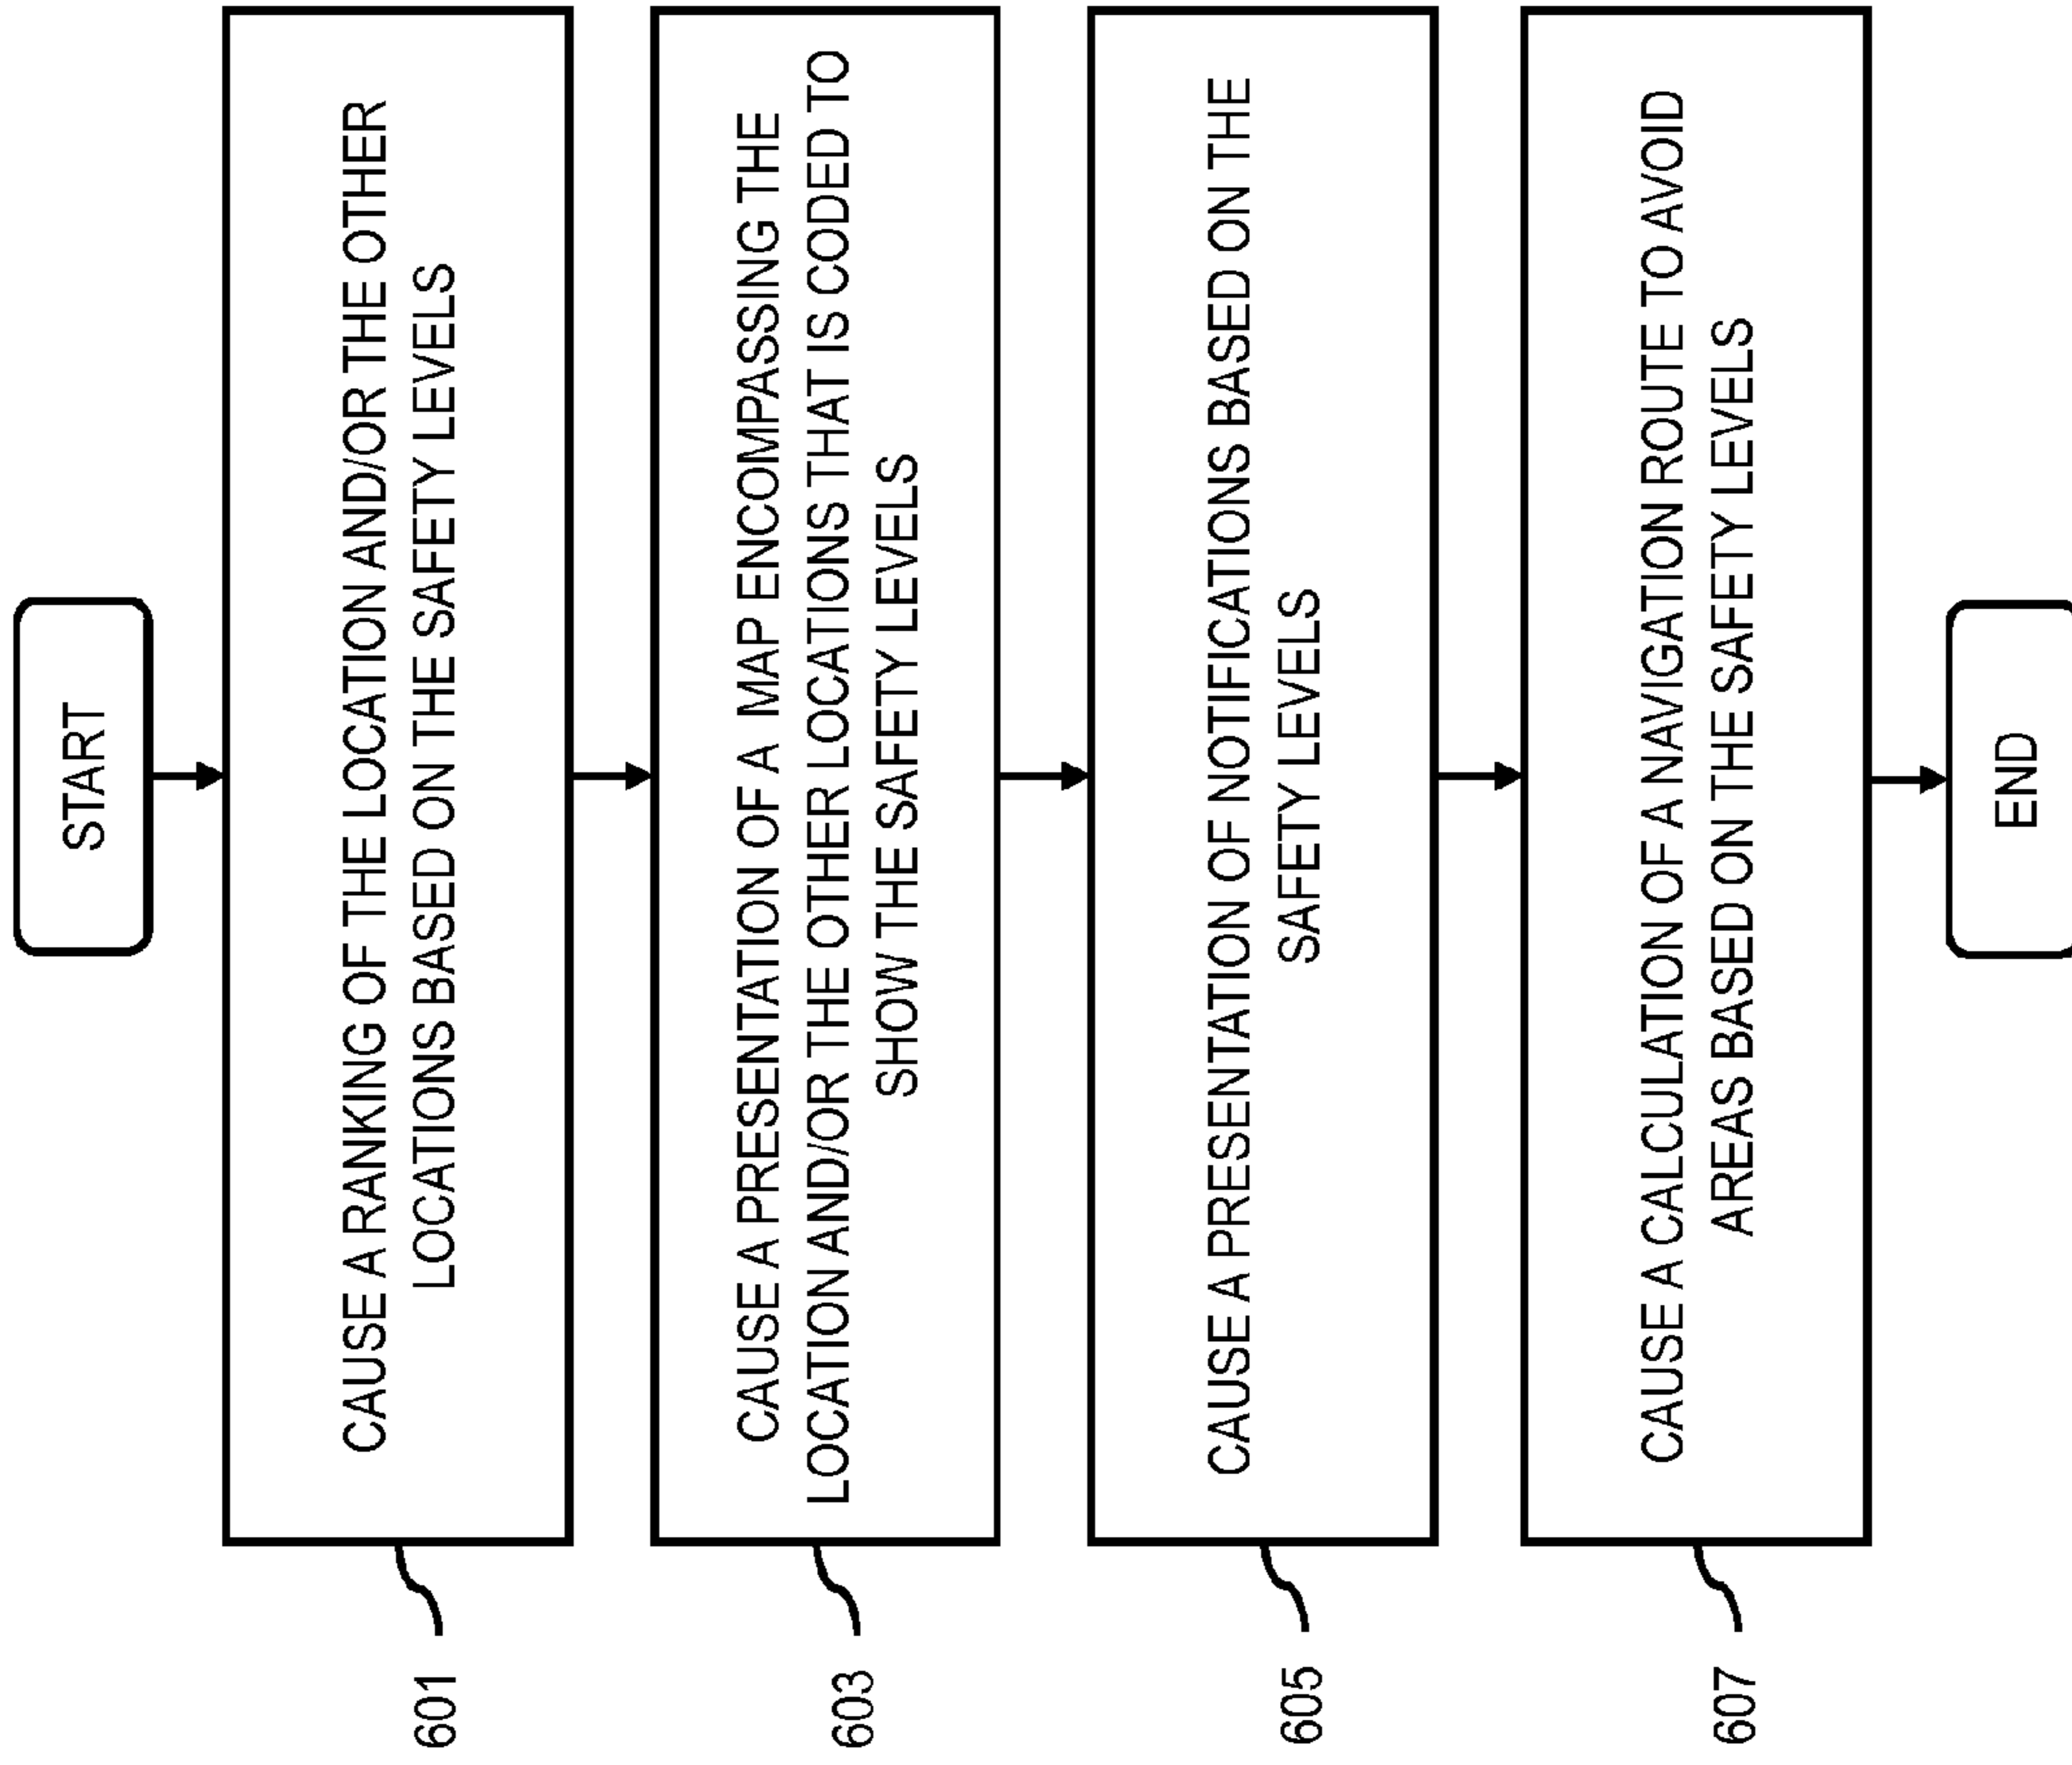 START
601
CAUSE A RANKING OF THE LOCATION AND/OR THE OTHER
LOCATIONS BASED ON THE SAFETY LEVELS
603
CAUSE A PRESENTATION OF A MAP ENCOMPASSING THE
LOCATION AND/OR THE OTHER LOCATIONS THAT IS CODED TO
SHOW THE SAFETY LEVELS
605
CAUSE A PRESENTATION OF NOTIFICATIONS BASED ON THE
SAFETY LEVELS
607
CAUSE A CALCULATION OF A NAVIGATION ROUTE TO AVOID
AREAS BASED ON THE SAFETY LEVELS
END